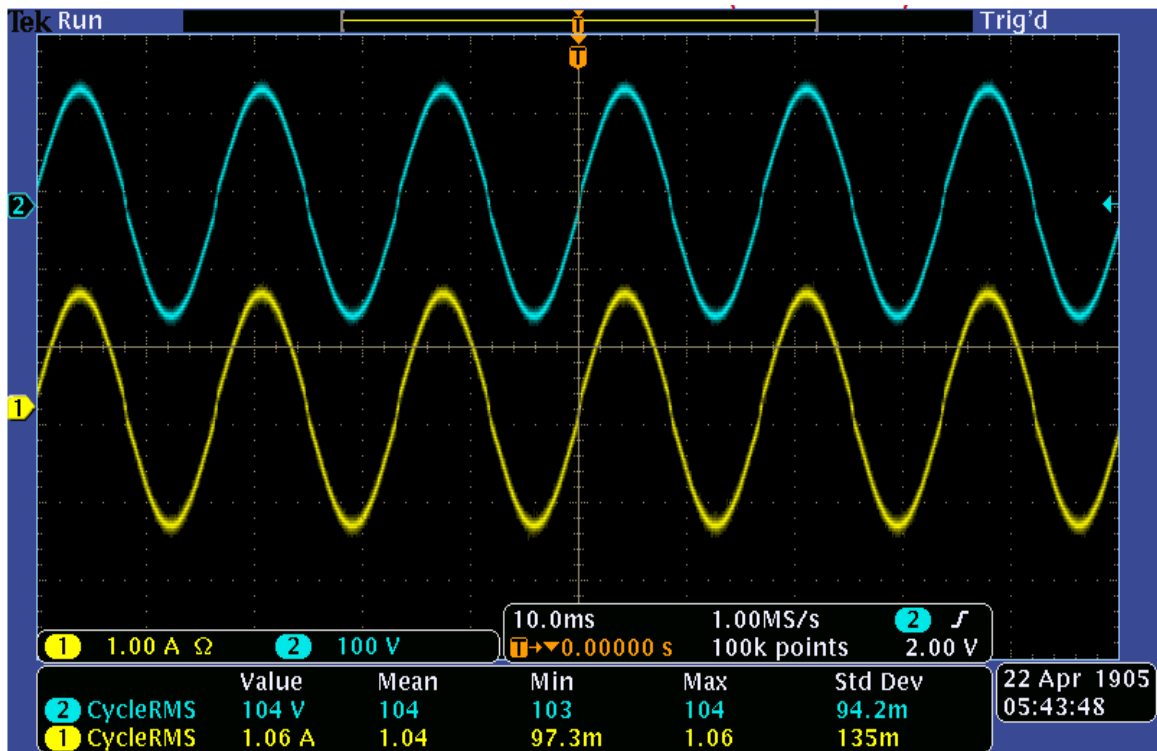 Tek Run Trig'd
T
T
2
1
1 1.00 A Ω 2 100 V
10.0ms 1.00MS/s 2
T→▼0.00000 s 100k points 2.00 V
Value Mean Min Max Std Dev
2 CycleRMS 104 V 104 103 104 94.2m
1 CycleRMS 1.06 A 1.04 97.3m 1.06 135m
22 Apr 1905
05:43:48